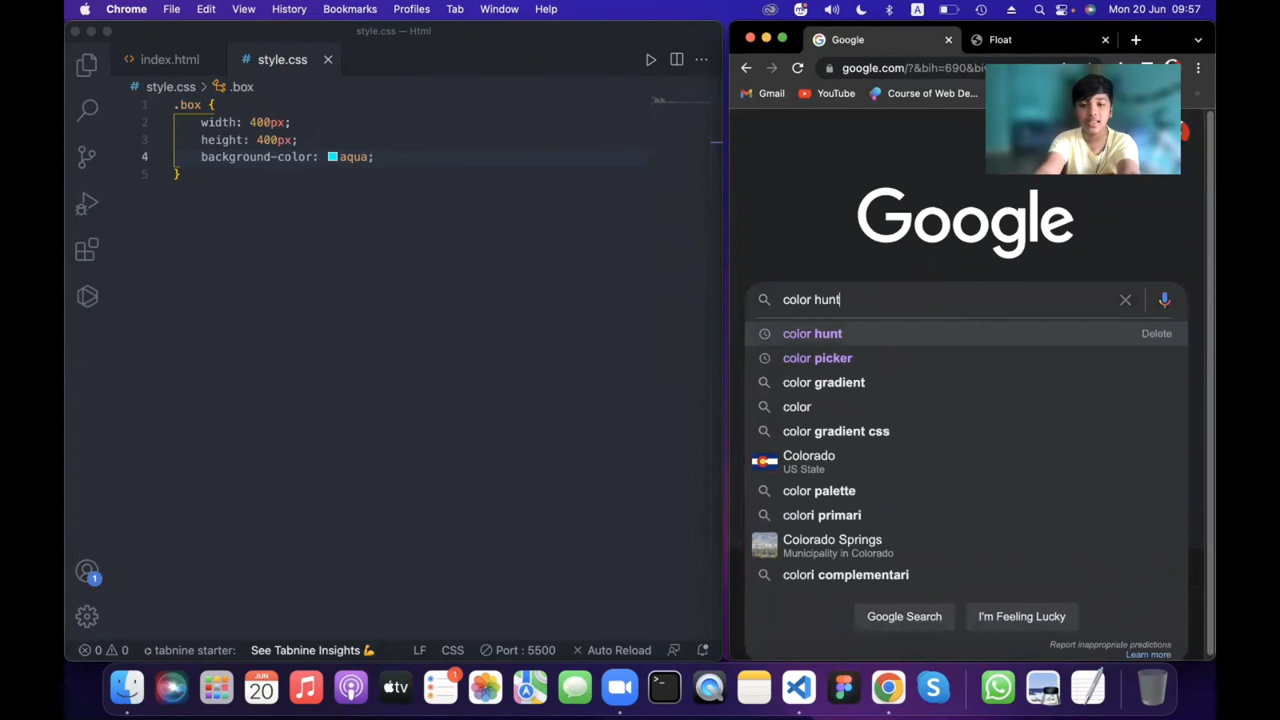 Chrome File Edit View History Bookmarks Profiles Tab Window Help
A
Mon 20 Jun 09:57
style.css — Html
index.html
# style.css
# style.css > .box
1 .box {
2 width: 400px;
3 height: 400px;
4 background-color: aqua;
5 }
1
0 0 tabnine starter: See Tabnine Insights 💪 LF CSS Port : 5500 Auto Reload
Google
Float
google.com/?&bih=690&bi
Gmail YouTube Course of Web De...
»
Google
color hunt
color hunt Delete
color picker
color gradient
color
color gradient css
Colorado
US State
color palette
colori primari
Colorado Springs
Municipality in Colorado
colori complementari
Google Search I'm Feeling Lucky
Report inappropriate predictions
Learn more
JUN
20
tv
1